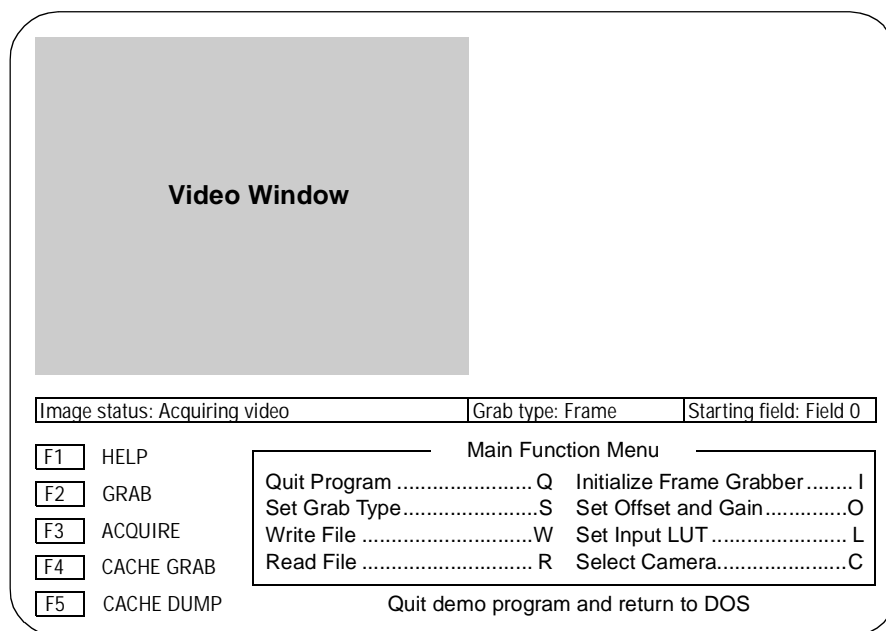 Video Window
Image status: Acquiring video Grab type: Frame Starting field: Field 0
F1 HELP
F2 GRAB
F3 ACQUIRE
F4 CACHE GRAB
F5 CACHE DUMP
Main Function Menu
Quit Program ....................... Q Initialize Frame Grabber ........ I
Set Grab Type.......................S Set Offset and Gain..............O
Write File .............................W Set Input LUT ....................... L
Read File .............................. R Select Camera......................C
Quit demo program and return to DOS